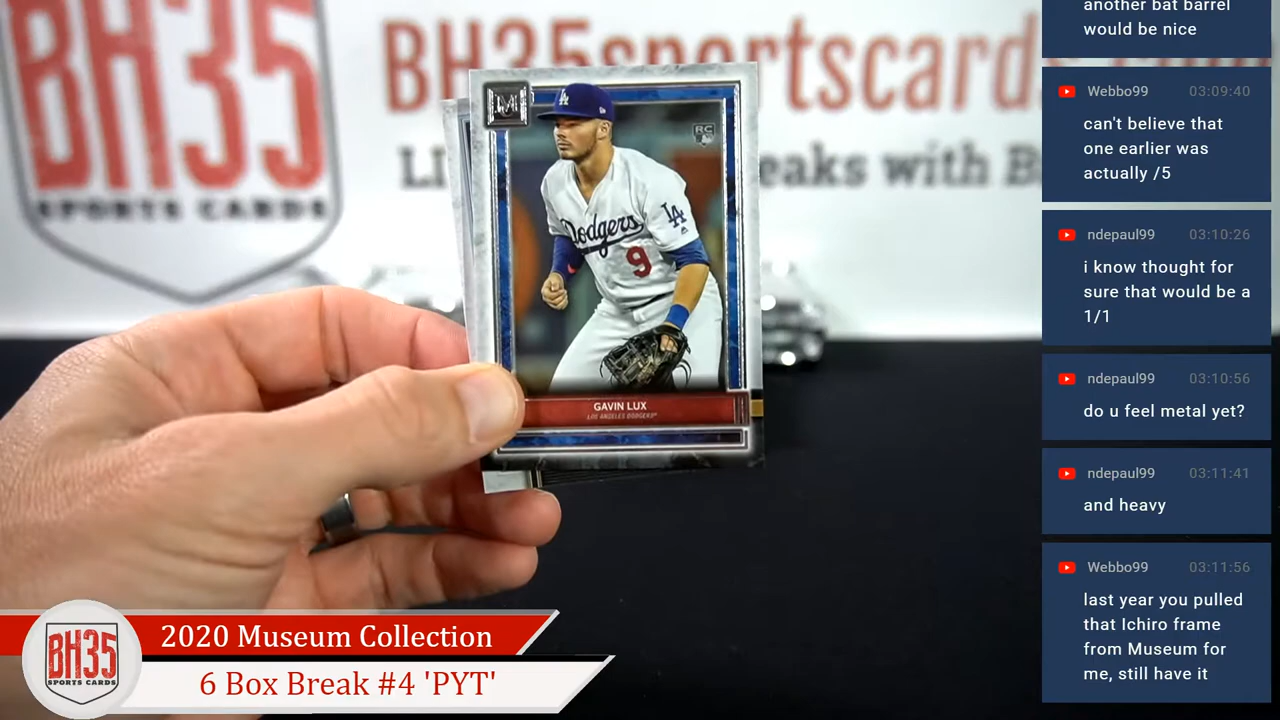 BH35
SPORTS CARDS
BH35sportscards
LI
eaks with B
M
RC
LA
Dodgers
9
LA
GAVIN LUX
LOS ANGELES DODGERS
BH35
SPORTS CARDS
2020 Museum Collection
6 Box Break #4 'PYT'
another bat barrel
would be nice
Webbo99 03:09:40
can't believe that
one earlier was
actually /5
ndepaul99 03:10:26
i know thought for
sure that would be a
1/1
ndepaul99 03:10:56
do u feel metal yet?
ndepaul99 03:11:41
and heavy
Webbo99 03:11:56
last year you pulled
that Ichiro frame
from Museum for
me, still have it